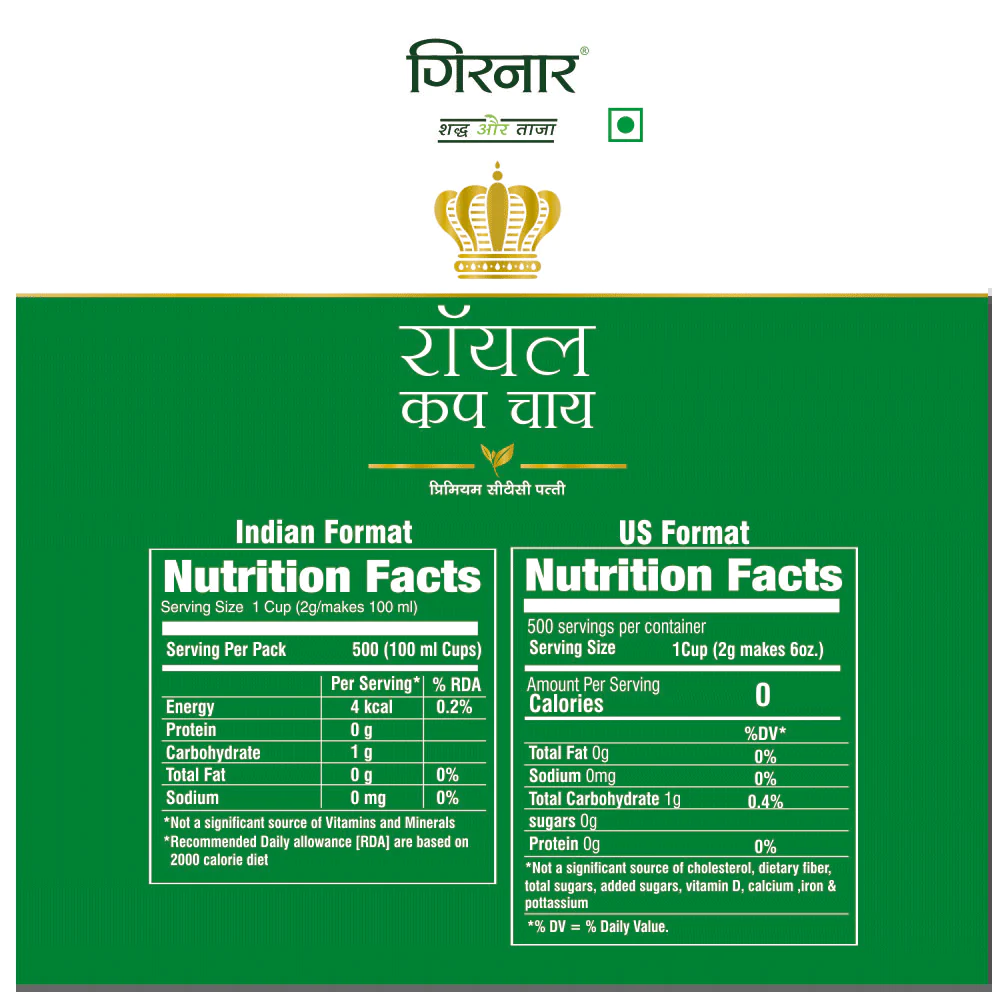 गिरनार®
शद्ध और ताजा
रॉयल
कप चाय
प्रिमियम सीटीसी पत्ती
Indian Format
Nutrition Facts
Serving Size 1 Cup (2g/makes 100 ml)
Serving Per Pack 500 (100 ml Cups)
Per Serving* % RDA
Energy 4 kcal 0.2%
Protein 0 g
Carbohydrate 1 g
Total Fat 0 g 0%
Sodium 0 mg 0%
*Not a significant source of Vitamins and Minerals
*Recommended Daily allowance [RDA] are based on
2000 calorie diet
US Format
Nutrition Facts
500 servings per container
Serving Size 1Cup (2g makes 6oz.)
Amount Per Serving
Calories 0
%DV*
Total Fat 0g 0%
Sodium 0mg 0%
Total Carbohydrate 1g 0.4%
sugars 0g
Protein 0g 0%
*Not a significant source of cholesterol, dietary fiber,
total sugars, added sugars, vitamin D, calcium ,iron &
pottassium
*% DV = % Daily Value.